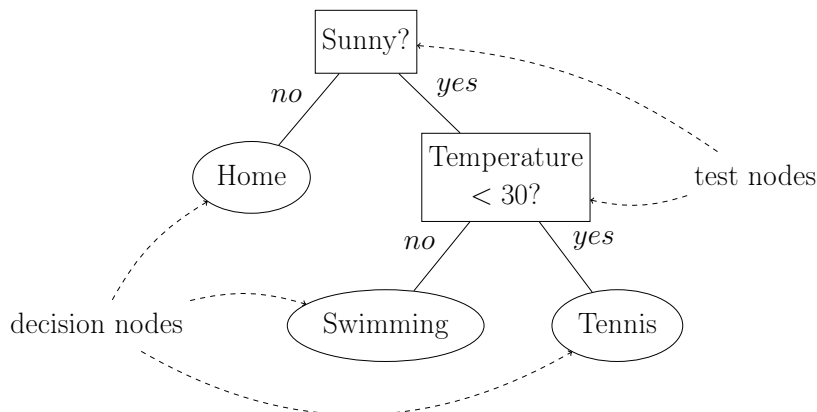 Sunny?
no
yes
Home
Temperature
< 30?
test nodes
no
yes
decision nodes
Swimming
Tennis